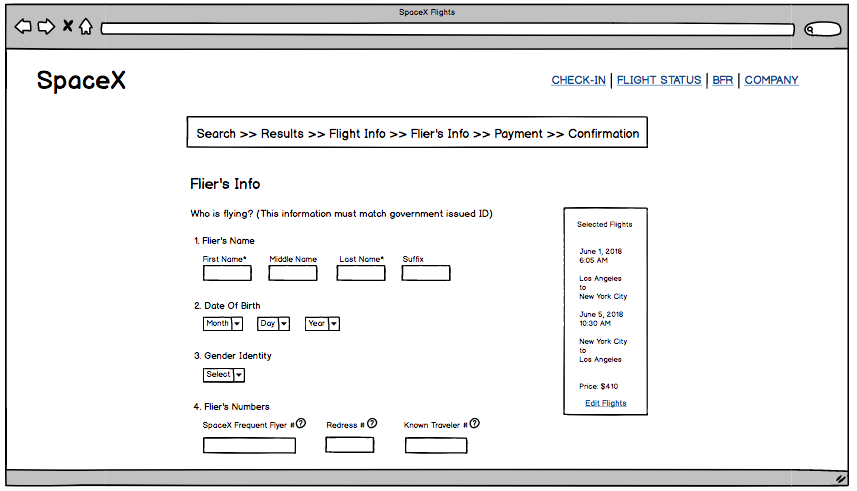 SpaceX Flights
SpaceX
CHECK-IN | FLIGHT STATUS | BFR | COMPANY
Search >> Results >> Flight Info >> Flier's Info >> Payment >> Confirmation
Flier's Info
Who is flying? (This information must match government issued ID)
1. Flier's Name
First Name* Middle Name Last Name* Suffix
2. Date Of Birth
Month Day Year
3. Gender Identity
Select
4. Flier's Numbers
SpaceX Frequent Flyer # ? Redress # ? Known Traveler # ?
Selected Flights
June 1, 2018
6:05 AM
Los Angeles
to
New York City
June 5, 2018
10:30 AM
New York City
to
Los Angeles
Price: $410
Edit Flights